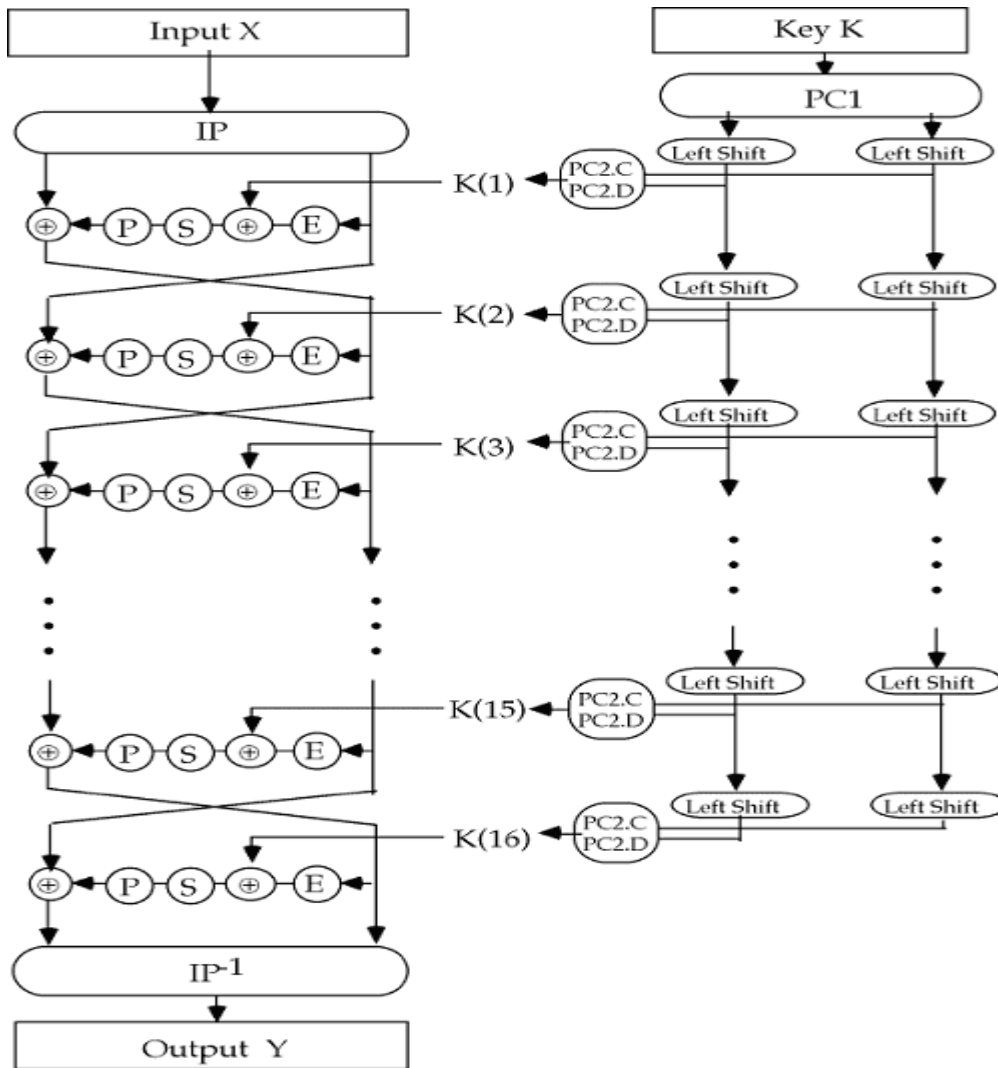 Input X
Key K
PC1
IP
Left Shift
Left Shift
K(1)
PC2.C
PC2.D
⊕
P
S
⊕
E
Left Shift
Left Shift
K(2)
PC2.C
PC2.D
⊕
P
S
⊕
E
Left Shift
Left Shift
K(3)
PC2.C
PC2.D
⊕
P
S
⊕
E
Left Shift
Left Shift
K(15)
PC2.C
PC2.D
⊕
P
S
⊕
E
Left Shift
Left Shift
K(16)
PC2.C
PC2.D
⊕
P
S
⊕
E
IP-1
Output Y